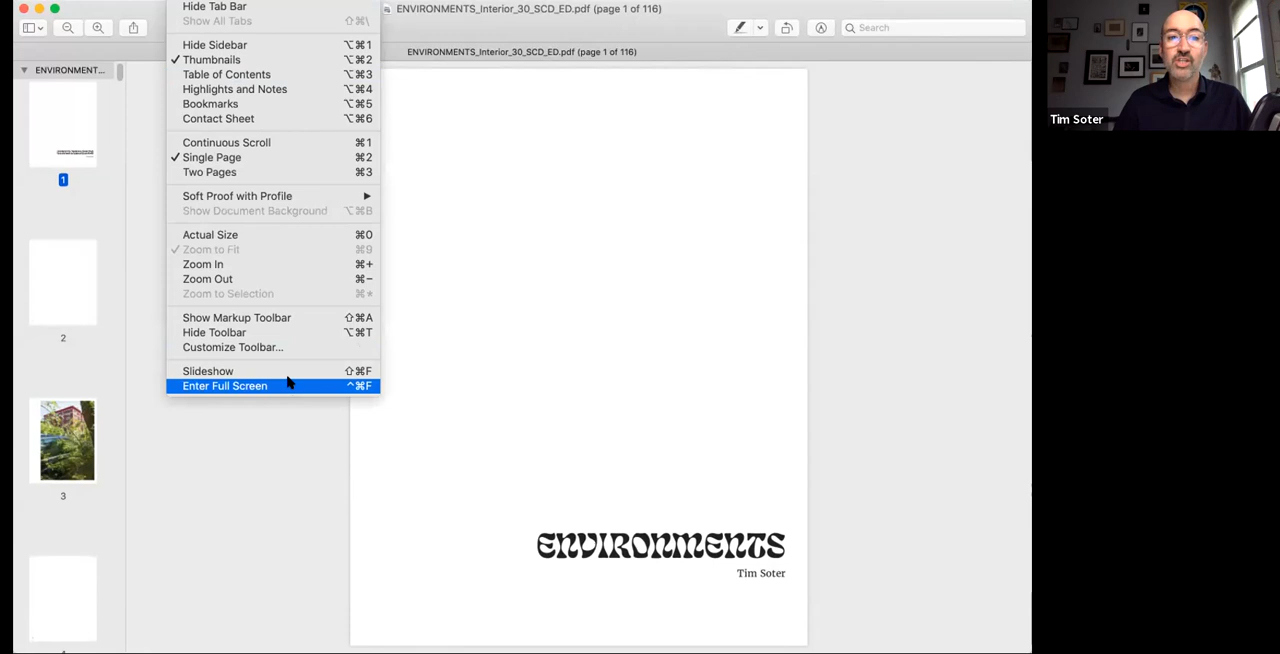 ENVIRONMENTS_Interior_30_SCD_ED.pdf (page 1 of 116)
Search
ENVIRONMENTS_Interior_30_SCD_ED.pdf (page 1 of 116)
ENVIRONMENT...
1
2
3
Hide Tab Bar
Show All Tabs ⇧⌘\
Hide Sidebar ⌥⌘1
✓ Thumbnails ⌥⌘2
Table of Contents ⌥⌘3
Highlights and Notes ⌥⌘4
Bookmarks ⌥⌘5
Contact Sheet ⌥⌘6
Continuous Scroll ⌘1
✓ Single Page ⌘2
Two Pages ⌘3
Soft Proof with Profile
Show Document Background ⌥⌘B
Actual Size ⌘0
✓ Zoom to Fit ⌘9
Zoom In ⌘+
Zoom Out ⌘−
Zoom to Selection ⌘*
Show Markup Toolbar ⇧⌘A
Hide Toolbar ⌥⌘T
Customize Toolbar...
Slideshow ⇧⌘F
Enter Full Screen ^⌘F
ENVIRONMENTS
Tim Soter
Tim Soter